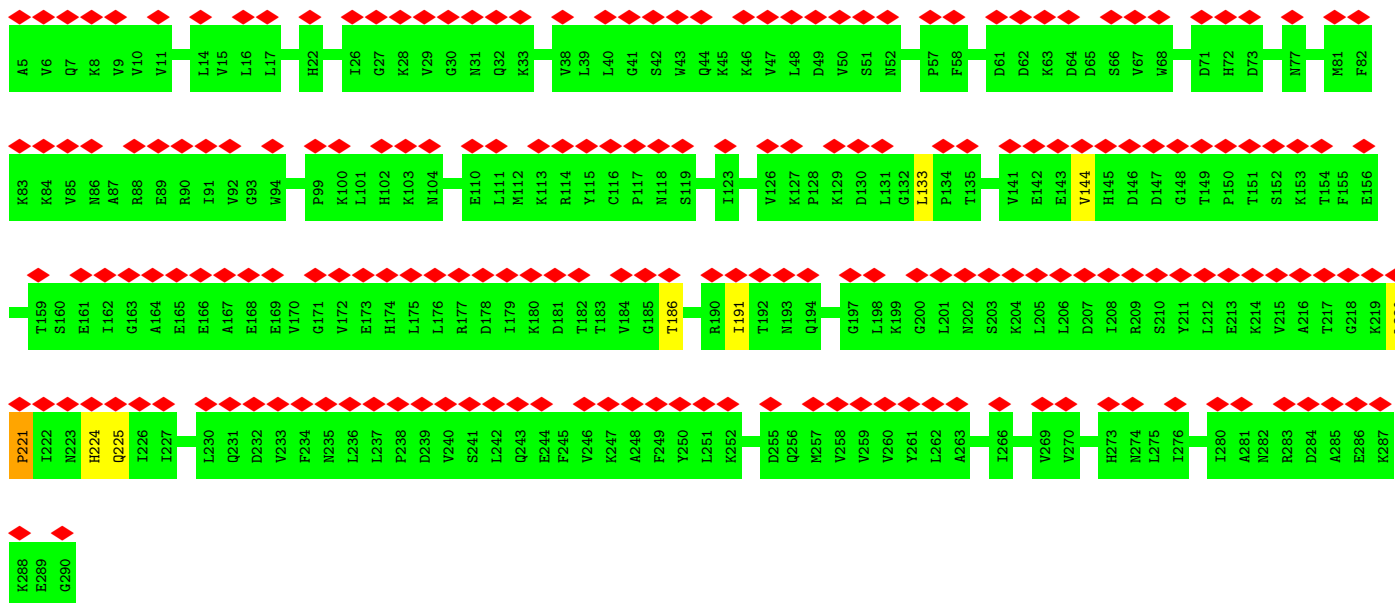 A5 V6 Q7 K8 V9 V10 V11 L14 V15 L16 L17 H22 I26 G27 K28 V29 G30 N31 Q32 K33 V38 L39 L40 G41 S42 W43 Q44 K45 K46 V47 L48 D49 V50 S51 N52 P57 F58 D61 D62 K63 D64 D65 S66 V67 W68 D71 H72 D73 N77 M81 F82
K83 K84 V85 N86 A87 R88 E89 R90 I91 V92 G93 W94 P99 K100 L101 H102 K103 N104 E110 L111 M112 K113 R114 Y115 C116 P117 N118 S119 I123 V126 K127 P128 K129 D130 L131 G132 L133 P134 T135 V141 E142 E143 V144 H145 D146 D147 G148 T149 P150 T151 S152 K153 T154 F155 E156
T159 S160 E161 I162 G163 A164 E165 E166 A167 E168 E169 V170 G171 V172 E173 H174 L175 L176 R177 D178 I179 K180 D181 T182 T183 V184 G185 T186 R190 I191 T192 N193 Q194 G197 L198 K199 G200 L201 N202 S203 K204 L205 L206 D207 I208 R209 S210 Y211 L212 E213 K214 V215 A216 T217 G218 K219
P221 I222 N223 H224 Q225 I226 I227 L230 Q231 D232 V233 F234 N235 L236 L237 P238 D239 V240 S241 L242 Q243 E244 F245 V246 K247 A248 F249 Y250 L251 K252 D255 Q256 M257 V258 V259 V260 Y261 L262 A263 I266 V269 V270 H273 N274 L275 I276 I280 A281 N282 R283 D284 A285 E286 K287
K288 E289 G290